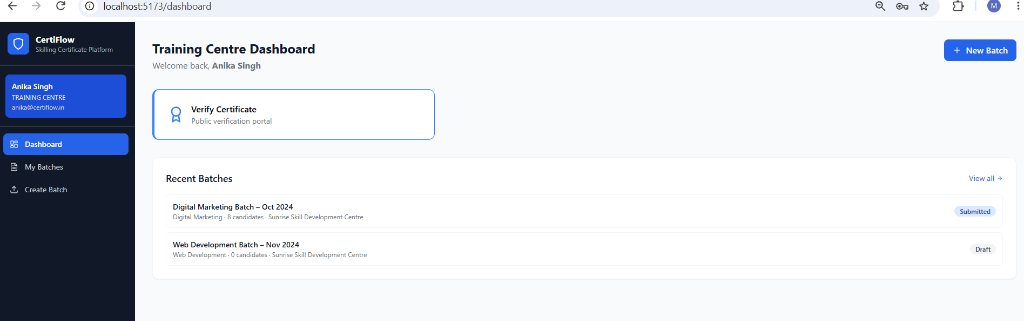 localhost:5173/dashboard
M
CertiFlow
Skilling Certificate Platform
Anika Singh
TRAINING CENTRE
anika@certiflow.in
Dashboard
My Batches
Create Batch
Training Centre Dashboard
Welcome back, Anika Singh
+ New Batch
Verify Certificate
Public verification portal
Recent Batches
View all →
Digital Marketing Batch – Oct 2024
Digital Marketing · 8 candidates · Sunrise Skill Development Centre
Submitted
Web Development Batch – Nov 2024
Web Development · 0 candidates · Sunrise Skill Development Centre
Draft